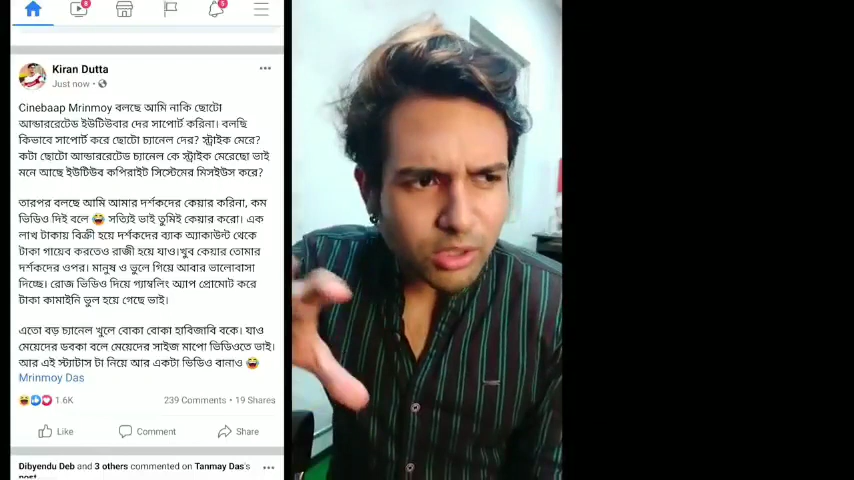 8
5
Kiran Dutta
Just now
Cinebaap Mrinmoy বলছে আমি নাকি ছোটো
আন্ডাররেটেড ইউটিউবার দের সাপোর্ট করিনা। বলছি
কিভাবে সাপোর্ট করে ছোটো চ্যানেল দের? স্ট্রাইক মেরে?
কটা ছোটো আন্ডাররেটেড চ্যানেল কে স্ট্রাইক মেরেছো ভাই
মনে আছে ইউটিউব কপিরাইট সিস্টেমের মিসইউস করে?
তারপর বলছে আমি আমার দর্শকদের কেয়ার করিনা, কম
ভিডিও দিই বলে 😂 সত্যিই ভাই তুমিই কেয়ার করো। এক
লাখ টাকায় বিক্রী হয়ে দর্শকদের ব্যাক অ্যাকাউন্ট থেকে
টাকা গায়েব করতেও রাজী হয়ে যাও।খুব কেয়ার তোমার
দর্শকদের ওপর। মানুষ ও ভুলে গিয়ে আবার ভালোবাসা
দিচ্ছে। রোজ ভিডিও দিয়ে গ্যাম্বলিং অ্যাপ প্রোমোট করে
টাকা কামাইনি ভুল হয়ে গেছে ভাই।
এতো বড় চ্যানেল খুলে বোকা বোকা হাবিজাবি বকে। যাও
মেয়েদের ডবকা বলে মেয়েদের সাইজ মাপো ভিডিওতে ভাই।
আর এই স্ট্যাটাস টা নিয়ে আর একটা ভিডিও বানাও 😂
Mrinmoy Das
1.6K 239 Comments • 19 Shares
Like Comment Share
Dibyendu Deb and 3 others commented on Tanmay Das's
post.